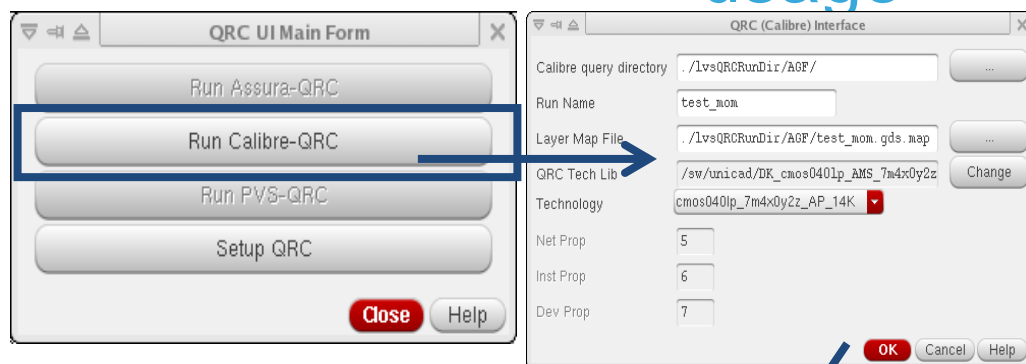 usage
QRC UI Main Form
Run Assura-QRC
Run Calibre-QRC
Run PVS-QRC
Setup QRC
Close Help
QRC (Calibre) Interface
Calibre query directory ./lvsQRCRunDir/AGF/ ...
Run Name test_mom
Layer Map File ./lvsQRCRunDir/AGF/test_mom.gds.map ...
QRC Tech Lib /sw/unicad/DK_cmos040lp_AMS_7m4x0y2z Change
Technology cmos040lp_7m4x0y2z_AP_14K
Net Prop 5
Inst Prop 6
Dev Prop 7
OK Cancel Help